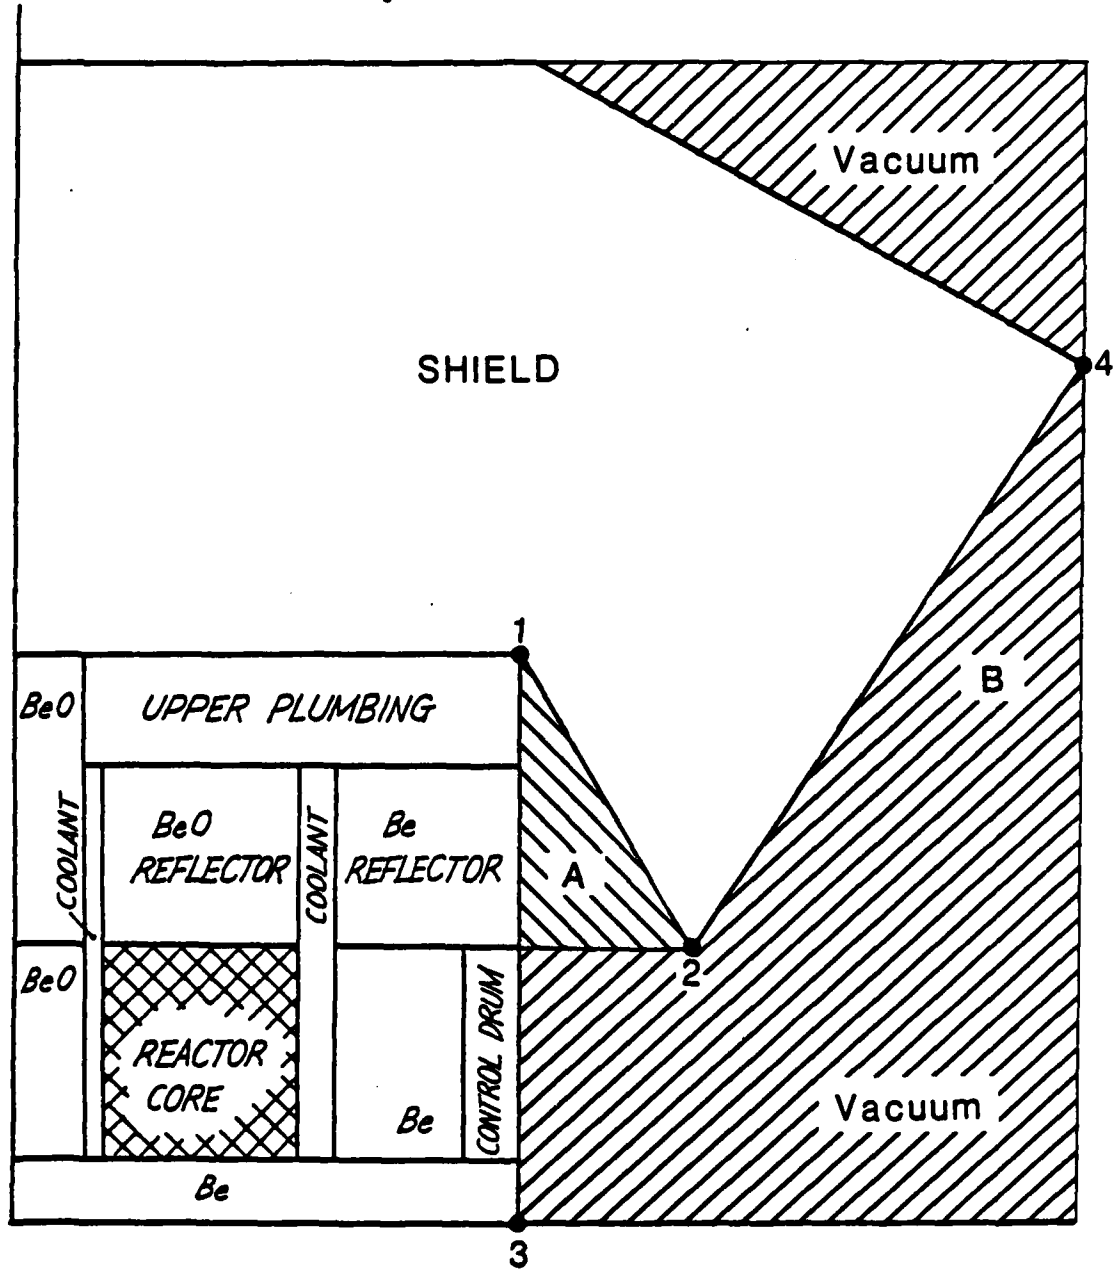 Vacuum
SHIELD
4
1
B
BeO
UPPER PLUMBING
COOLANT
BeO
REFLECTOR
COOLANT
Be
REFLECTOR
A
2
BeO
REACTOR
CORE
Be
CONTROL DRUM
Vacuum
Be
3